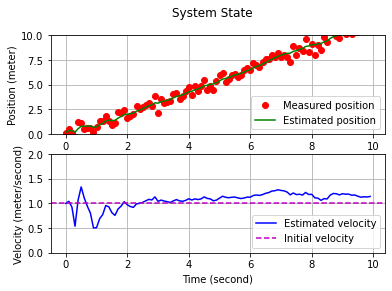 System State
10.0
7.5
5.0
2.5
0.0
Position (meter)
Measured position
Estimated position
0 2 4 6 8 10
2.0
1.5
1.0
0.5
0.0
Velocity (meter/second)
Estimated velocity
Initial velocity
0 2 4 6 8 10
Time (second)